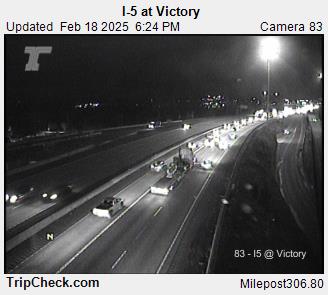 I-5 at Victory
Updated  Feb 18 2025  6:24 PM
Camera 83
T
N
83 - I5 @ Victory
TripCheck.com
Milepost306.80